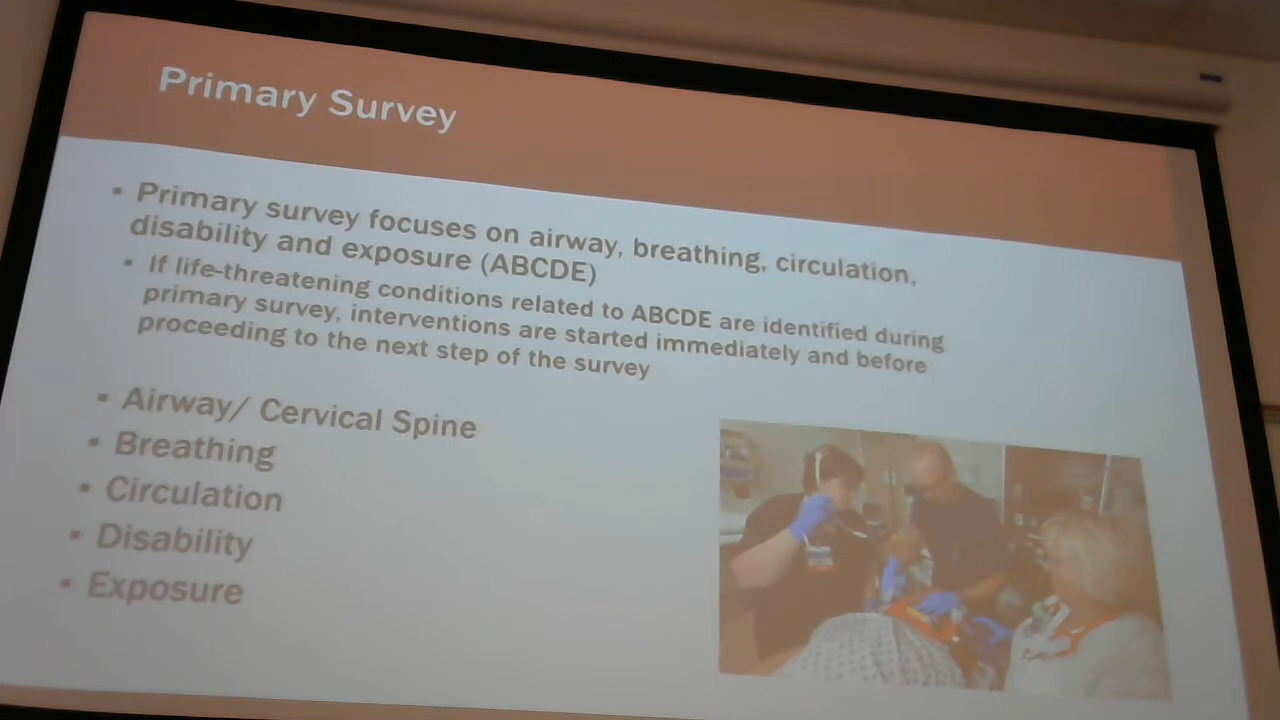 Primary Survey
▪ Primary survey focuses on airway, breathing, circulation,
disability and exposure (ABCDE)
▪ If life-threatening conditions related to ABCDE are identified during
primary survey, interventions are started immediately and before
proceeding to the next step of the survey
▪ Airway/ Cervical Spine
▪ Breathing
▪ Circulation
▪ Disability
▪ Exposure